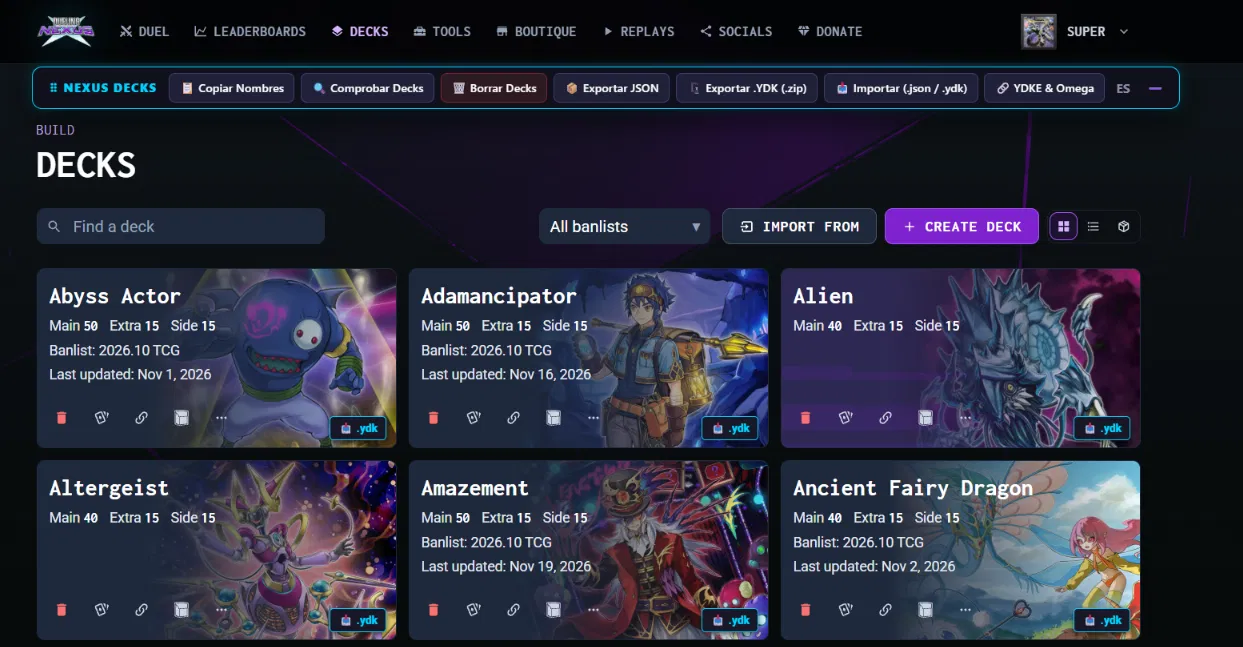 DUELING NEXUS
DUEL LEADERBOARDS DECKS TOOLS BOUTIQUE REPLAYS SOCIALS DONATE SUPER
NEXUS DECKS Copiar Nombres Comprobar Decks Borrar Decks Exportar JSON Exportar .YDK (.zip) Importar (.json / .ydk) YDKE & Omega ES
BUILD
DECKS
Find a deck All banlists IMPORT FROM + CREATE DECK
Abyss Actor
Main 50 Extra 15 Side 15
Banlist: 2026.10 TCG
Last updated: Nov 1, 2026
.ydk
Adamancipator
Main 50 Extra 15 Side 15
Banlist: 2026.10 TCG
Last updated: Nov 16, 2026
.ydk
Alien
Main 40 Extra 15 Side 15
.ydk
Altergeist
Main 40 Extra 15 Side 15
.ydk
Amazement
Main 50 Extra 15 Side 15
Banlist: 2026.10 TCG
Last updated: Nov 19, 2026
.ydk
Ancient Fairy Dragon
Main 40 Extra 15 Side 15
Banlist: 2026.10 TCG
Last updated: Nov 2, 2026
.ydk